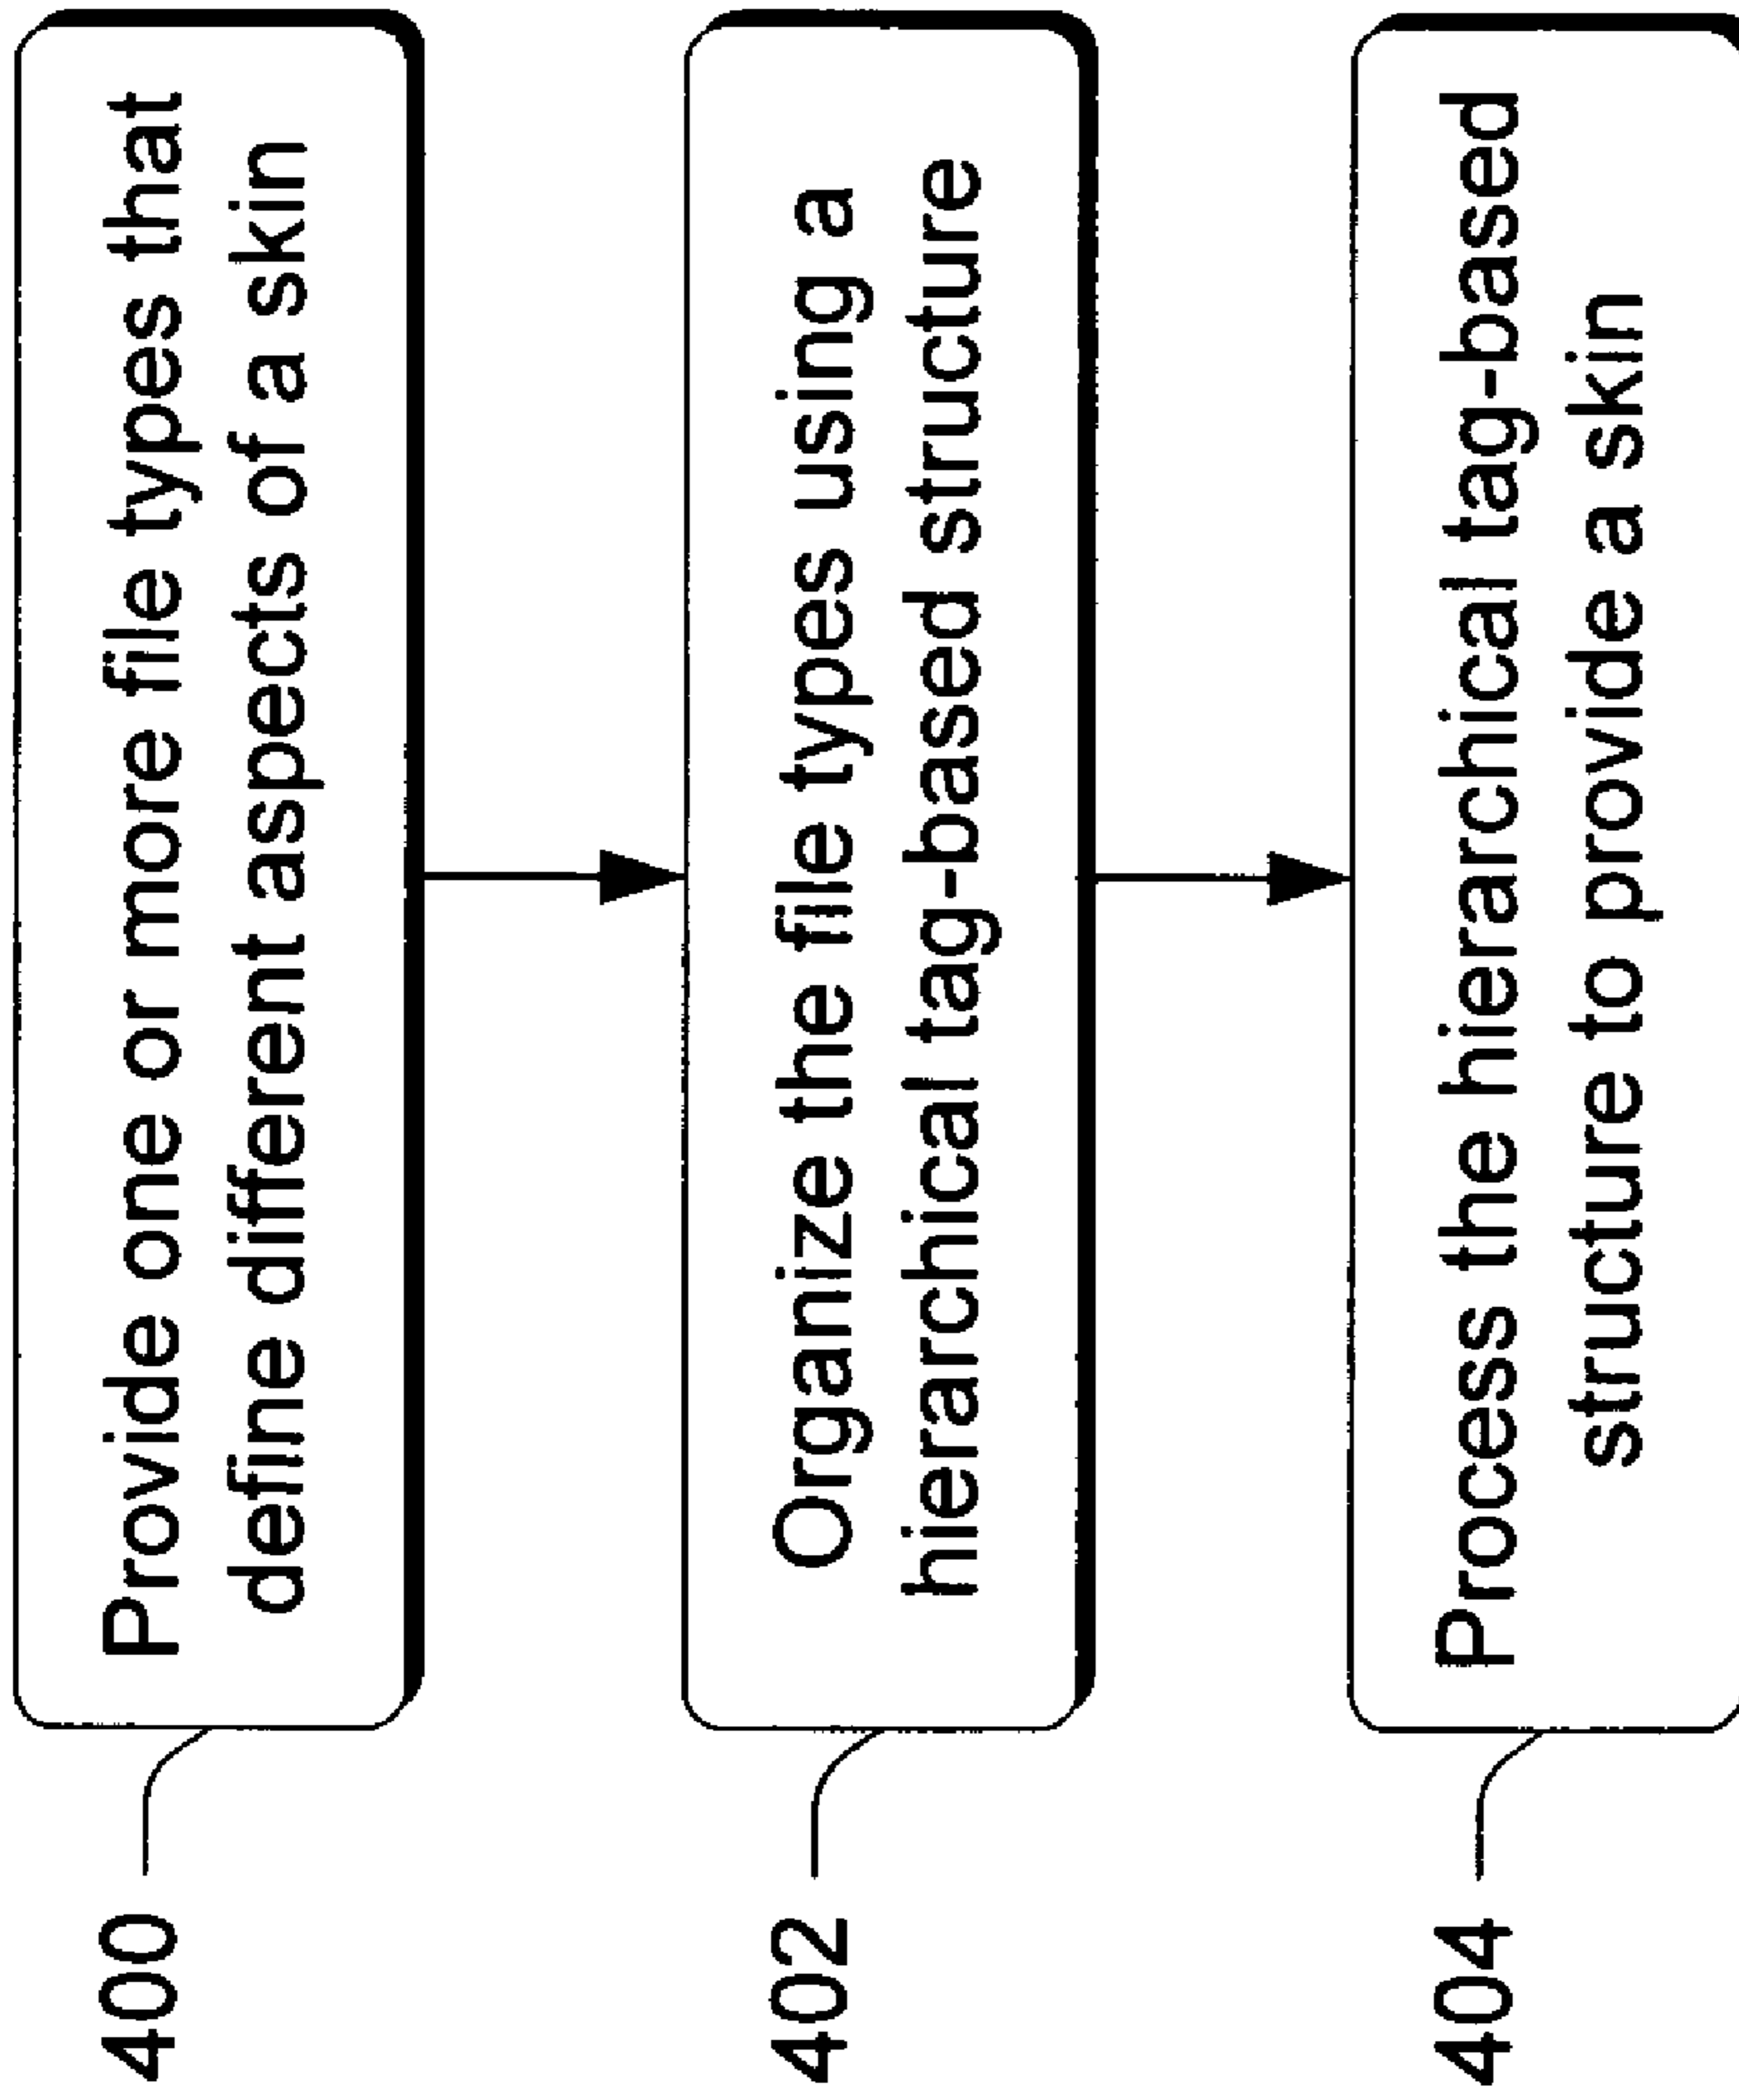 400
Provide one or more file types that
define different aspects of a skin
402
Organize the file types using a
hierarchical tag-based structure
404
Process the hierarchical tag-based
structure to provide a skin